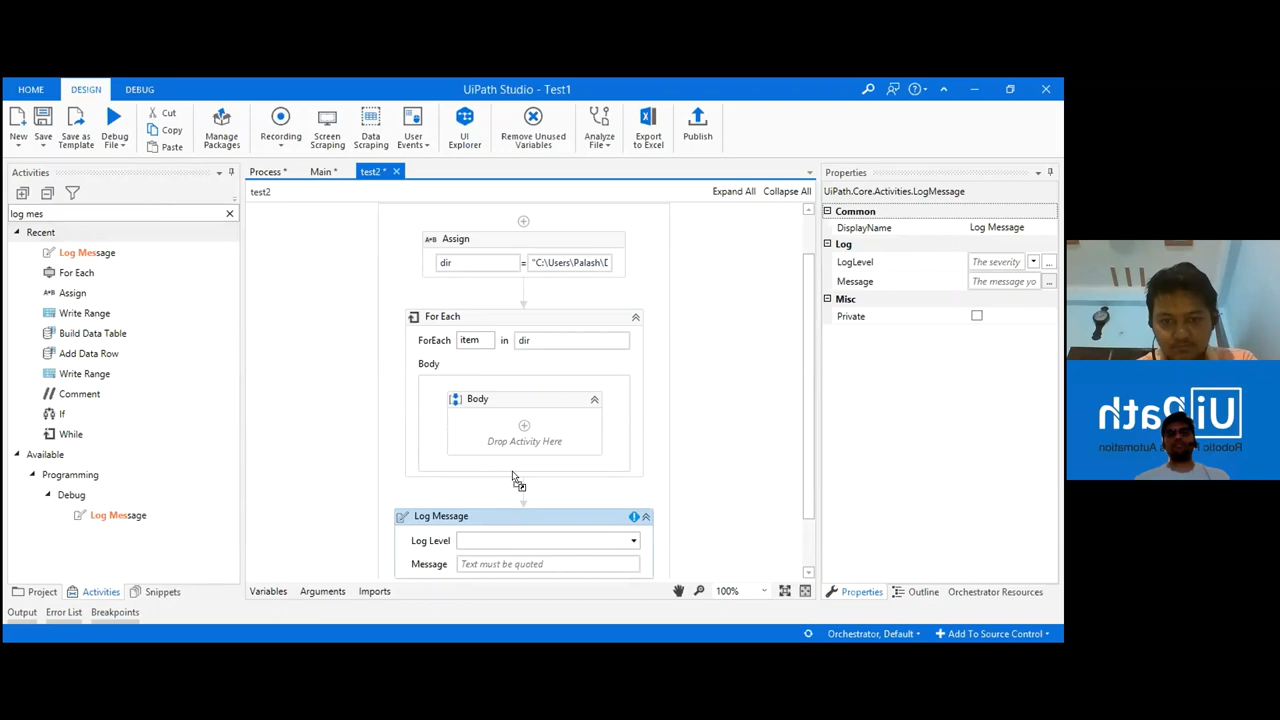 HOME DESIGN DEBUG UiPath Studio - Test1
New Save Save as Template Debug File Cut Copy Paste Manage Packages Recording Screen Scraping Data Scraping User Events UI Explorer Remove Unused Variables Analyze File Export to Excel Publish
Activities
log mes
Recent
Log Message
For Each
Assign
Write Range
Build Data Table
Add Data Row
Write Range
Comment
If
While
Available
Programming
Debug
Log Message
Project Activities Snippets
Process * Main * test2 *
test2 Expand All Collapse All
A*B Assign
dir = "C:\Users\Palash\D
For Each
ForEach item in dir
Body
Body
Drop Activity Here
Log Message
Log Level
Message Text must be quoted
Variables Arguments Imports 100%
Properties
UiPath.Core.Activities.LogMessage
Common
DisplayName Log Message
Log
LogLevel The severity ...
Message The message yo ...
Misc
Private
Properties Outline Orchestrator Resources
Output Error List Breakpoints
Orchestrator, Default Add To Source Control
UiPath